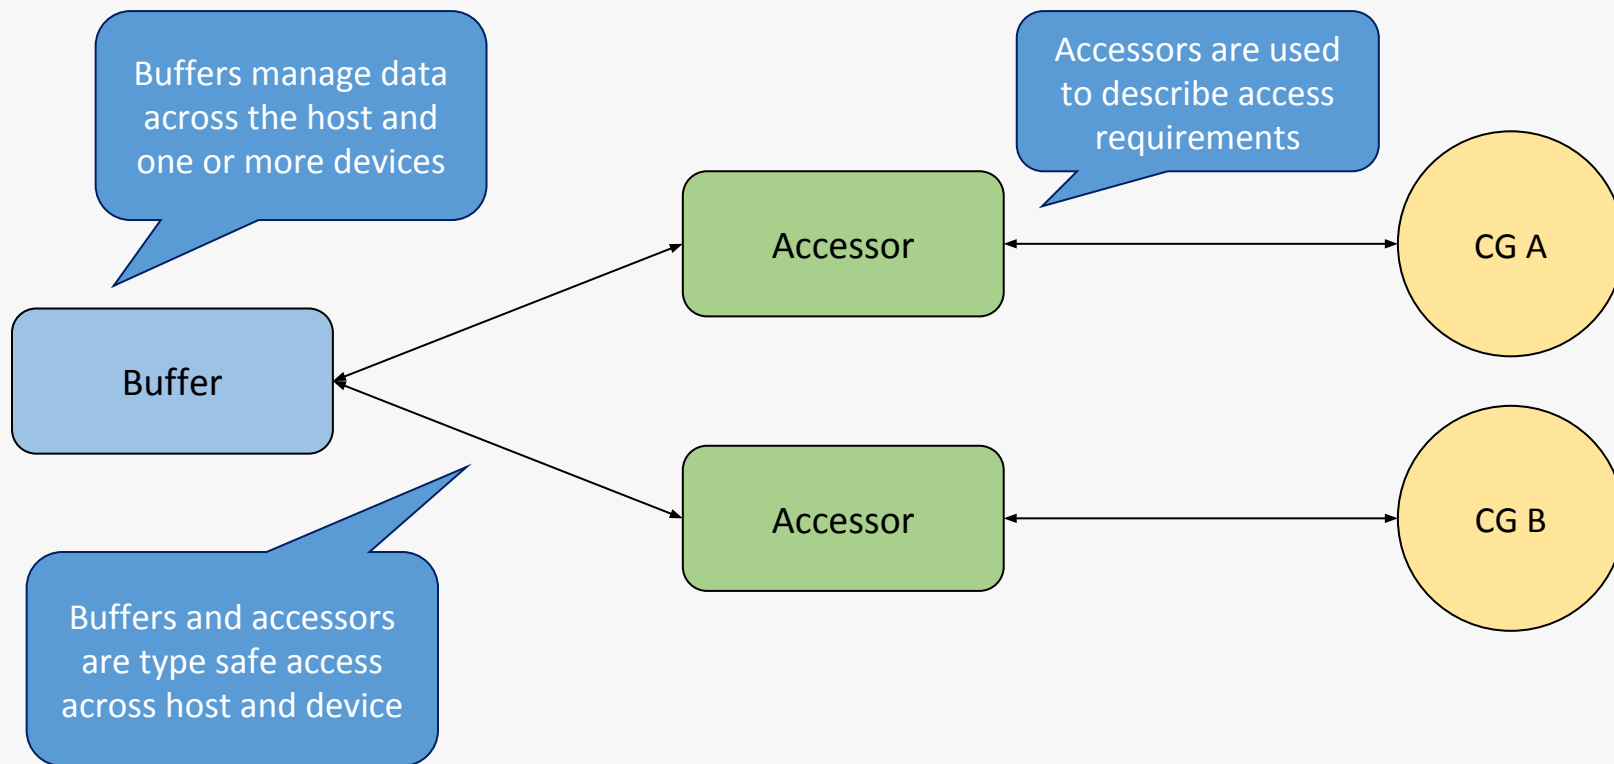 Buffers manage data
across the host and
one or more devices
Accessors are used
to describe access
requirements
Accessor
CG A
Buffer
Accessor
CG B
Buffers and accessors
are type safe access
across host and device